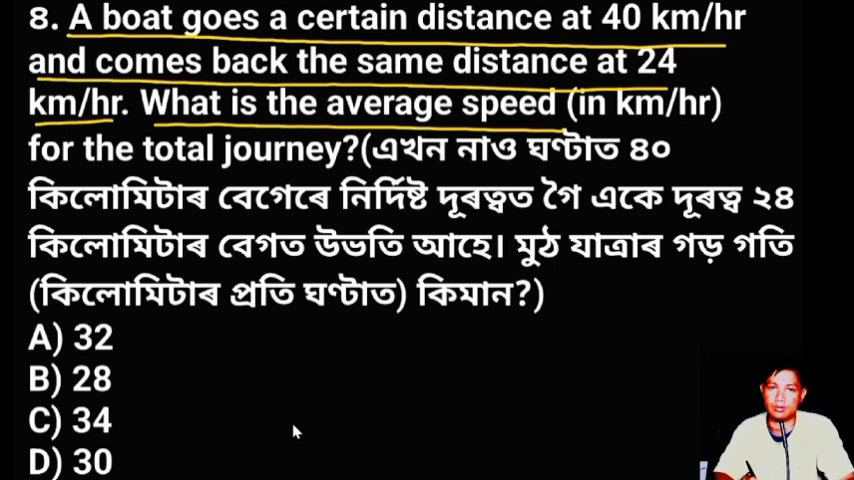 8. A boat goes a certain distance at 40 km/hr
and comes back the same distance at 24
km/hr. What is the average speed (in km/hr)
for the total journey?(এখন নাও ঘণ্টাত ৪০
কিলোমিটাৰ বেগেৰে নিৰ্দিষ্ট দূৰত্বত গৈ একে দূৰত্ব ২৪
কিলোমিটাৰ বেগত উভতি আহে। মুঠ যাত্ৰাৰ গড় গতি
(কিলোমিটাৰ প্ৰতি ঘণ্টাত) কিমান?)
A) 32
B) 28
C) 34
D) 30